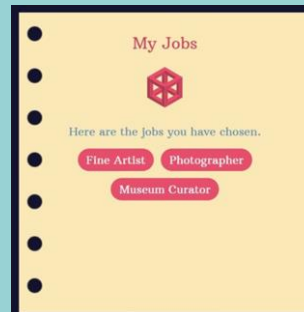 My Jobs
Here are the jobs you have chosen.
Fine Artist Photographer
Museum Curator